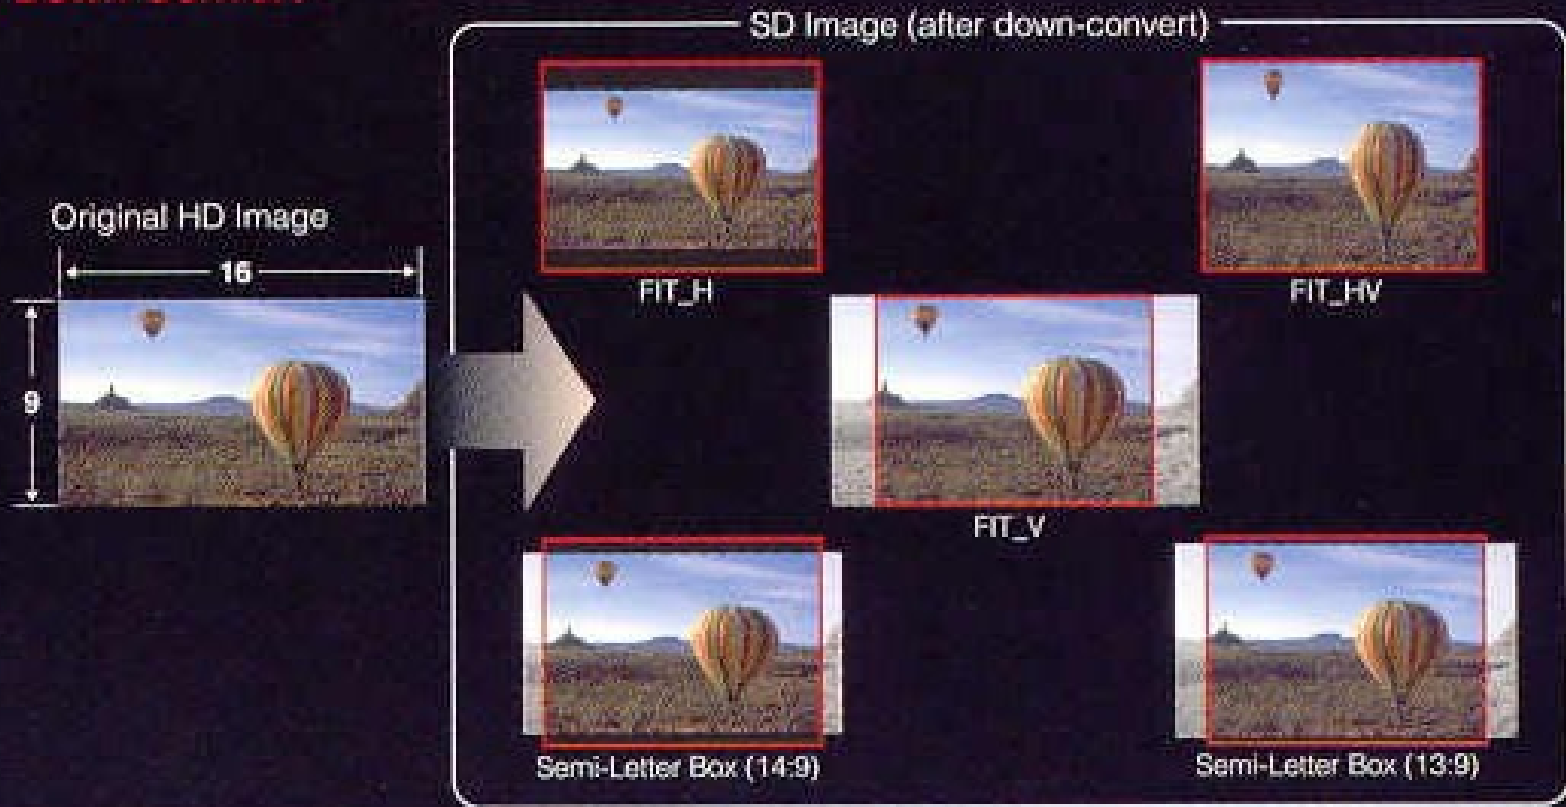 SD Image (after down-convert)
Original HD Image
16
9
FIT_H
FIT_HV
FIT_V
Semi-Letter Box (14:9)
Semi-Letter Box (13:9)